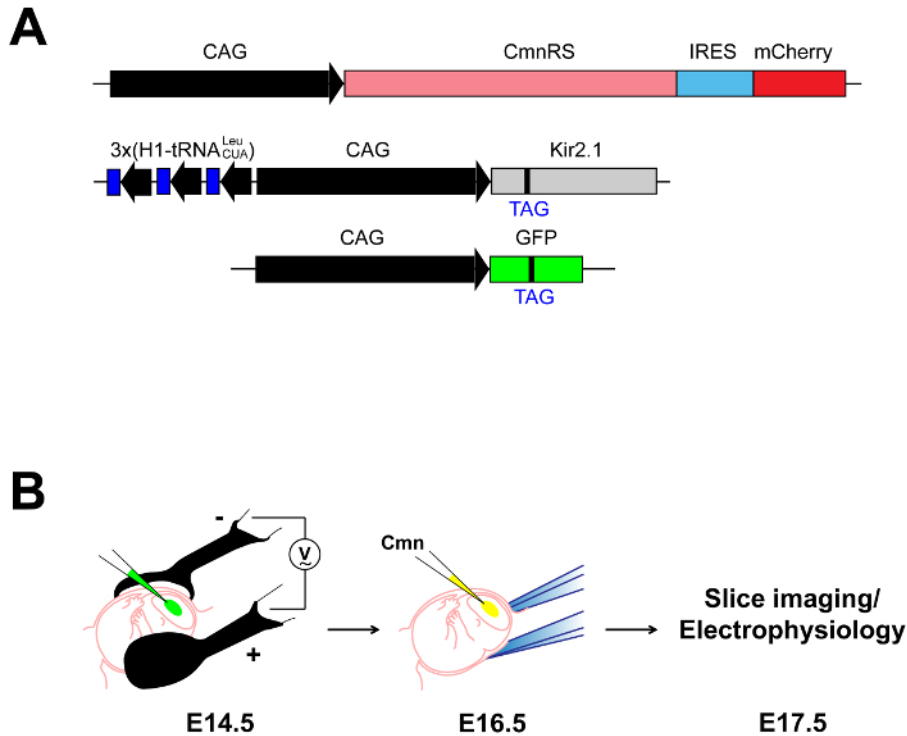 A
CAG CmnRS IRES mCherry
3x(H1-tRNA Leu CUA) CAG Kir2.1
TAG
CAG GFP
TAG
B
- V ~ +
Cmn
Slice imaging/
Electrophysiology
E14.5 E16.5 E17.5